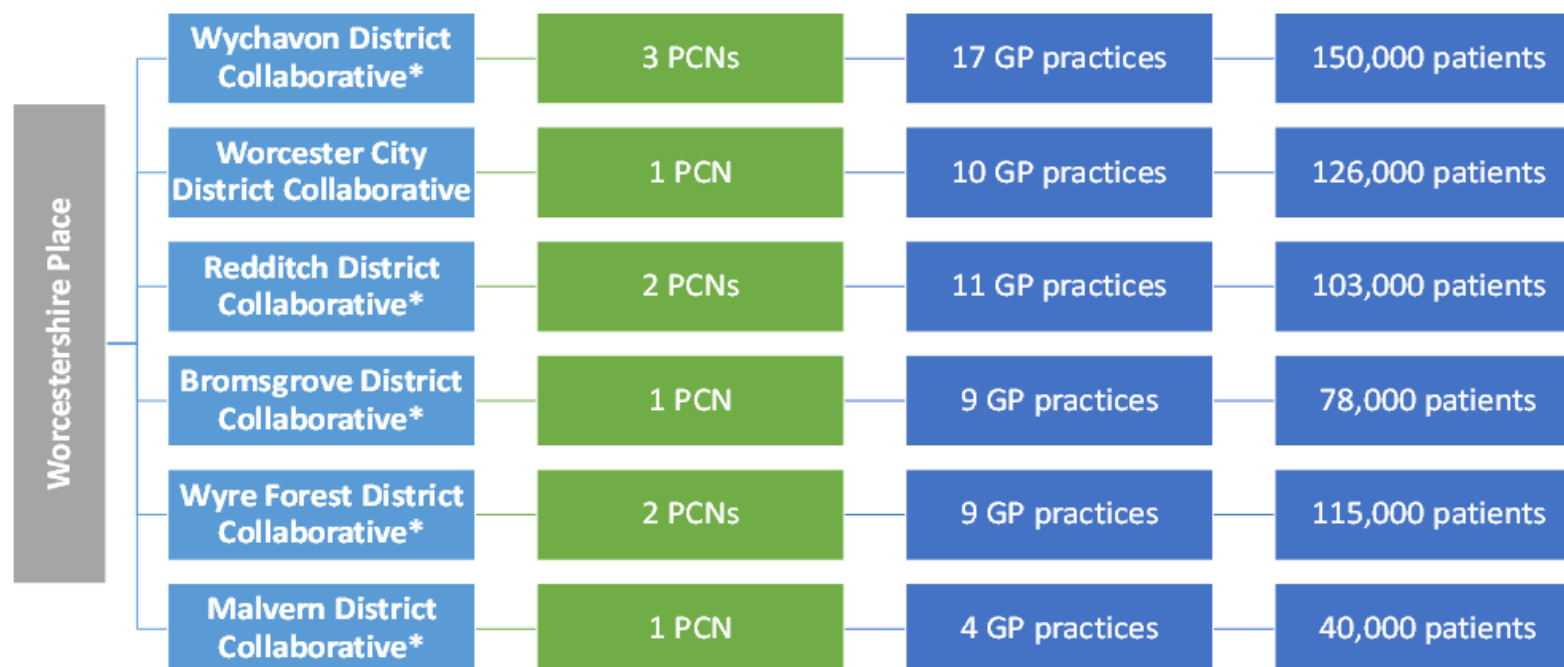 Worcestershire Place
Wychavon District
Collaborative*
3 PCNs
17 GP practices
150,000 patients
Worcester City
District Collaborative
1 PCN
10 GP practices
126,000 patients
Redditch District
Collaborative*
2 PCNs
11 GP practices
103,000 patients
Bromsgrove District
Collaborative*
1 PCN
9 GP practices
78,000 patients
Wyre Forest District
Collaborative*
2 PCNs
9 GP practices
115,000 patients
Malvern District
Collaborative*
1 PCN
4 GP practices
40,000 patients